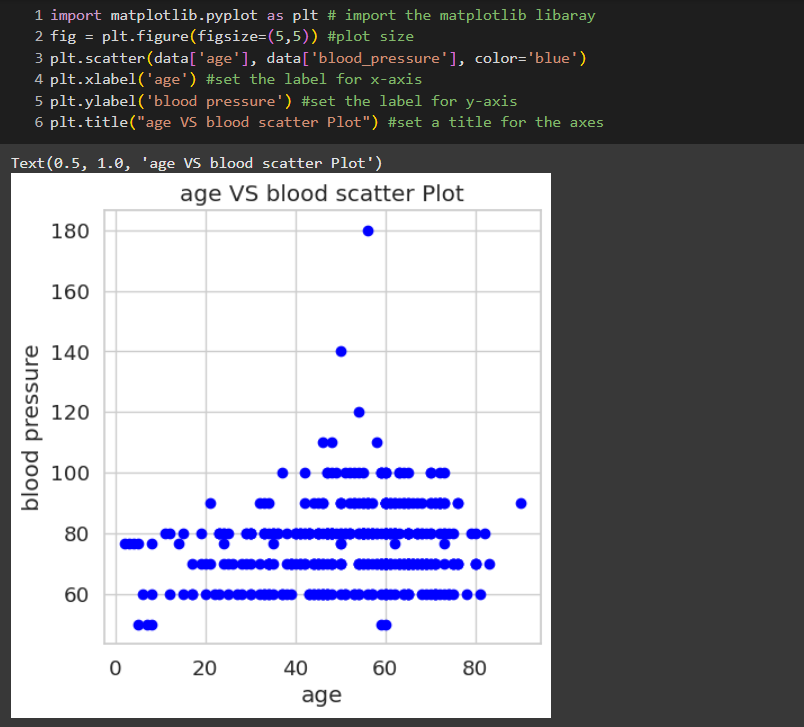 1 import matplotlib.pyplot as plt # import the matplotlib libaray
2 fig = plt.figure(figsize=(5,5)) #plot size
3 plt.scatter(data['age'], data['blood_pressure'], color='blue')
4 plt.xlabel('age') #set the label for x-axis
5 plt.ylabel('blood pressure') #set the label for y-axis
6 plt.title("age VS blood scatter Plot") #set a title for the axes
Text(0.5, 1.0, 'age VS blood scatter Plot')
age VS blood scatter Plot
180
160
140
120
100
80
60
blood pressure
0 20 40 60 80
age